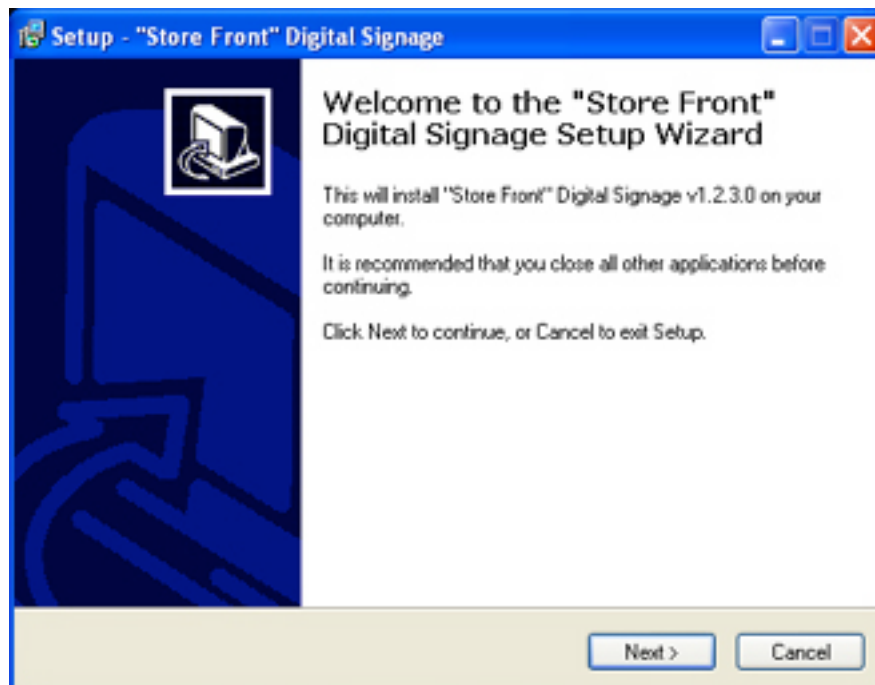 Setup - "Store Front" Digital Signage
Welcome to the "Store Front"
Digital Signage Setup Wizard
This will install "Store Front" Digital Signage v1.2.3.0 on your
computer.
It is recommended that you close all other applications before
continuing.
Click Next to continue, or Cancel to exit Setup.
Next >
Cancel